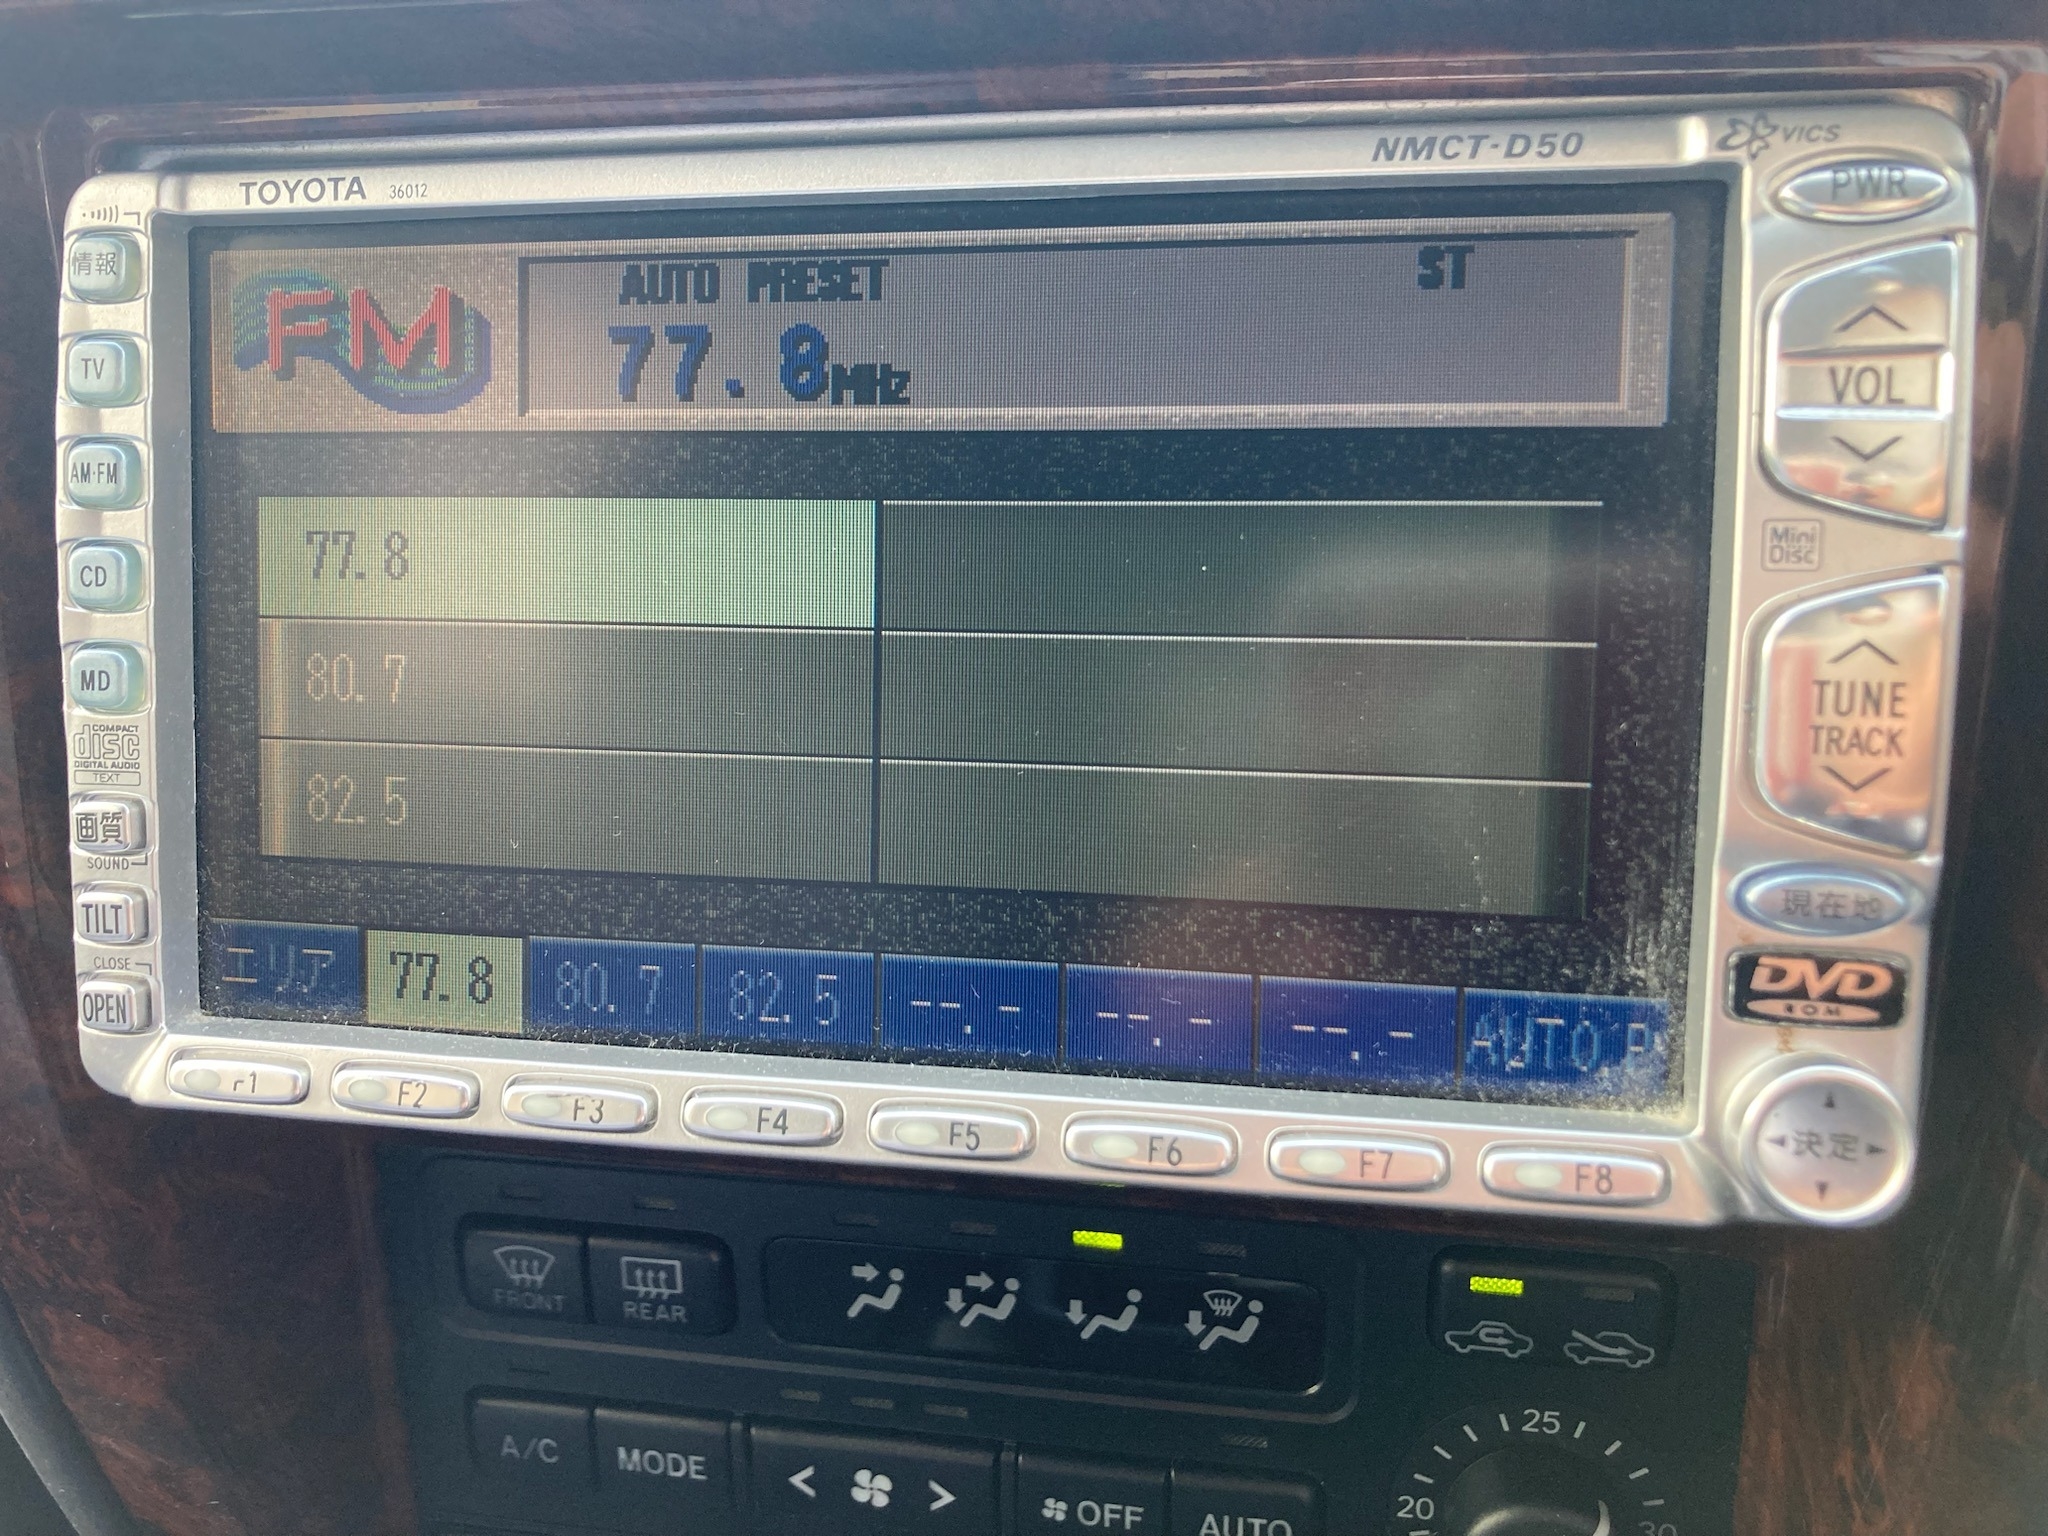 NMCT-D50
VICS
TOYOTA 36012
PWR
情報
FM
AUTO PRESET
ST
77.8MHz
TV
VOL
AM·FM
77.8
Mini Disc
CD
80.7
TUNE
TRACK
MD
COMPACT
disc
DIGITAL AUDIO
TEXT
82.5
画質
SOUND
現在地
TILT
エリア
77.8
80.7
82.5
--.-
--.-
--.-
AUTO.P
DVD
ROM
CLOSE
OPEN
F2
F3
F4
F5
F6
F7
F8
決定
FRONT
REAR
A/C
MODE
OFF
AUTO
20
25
30